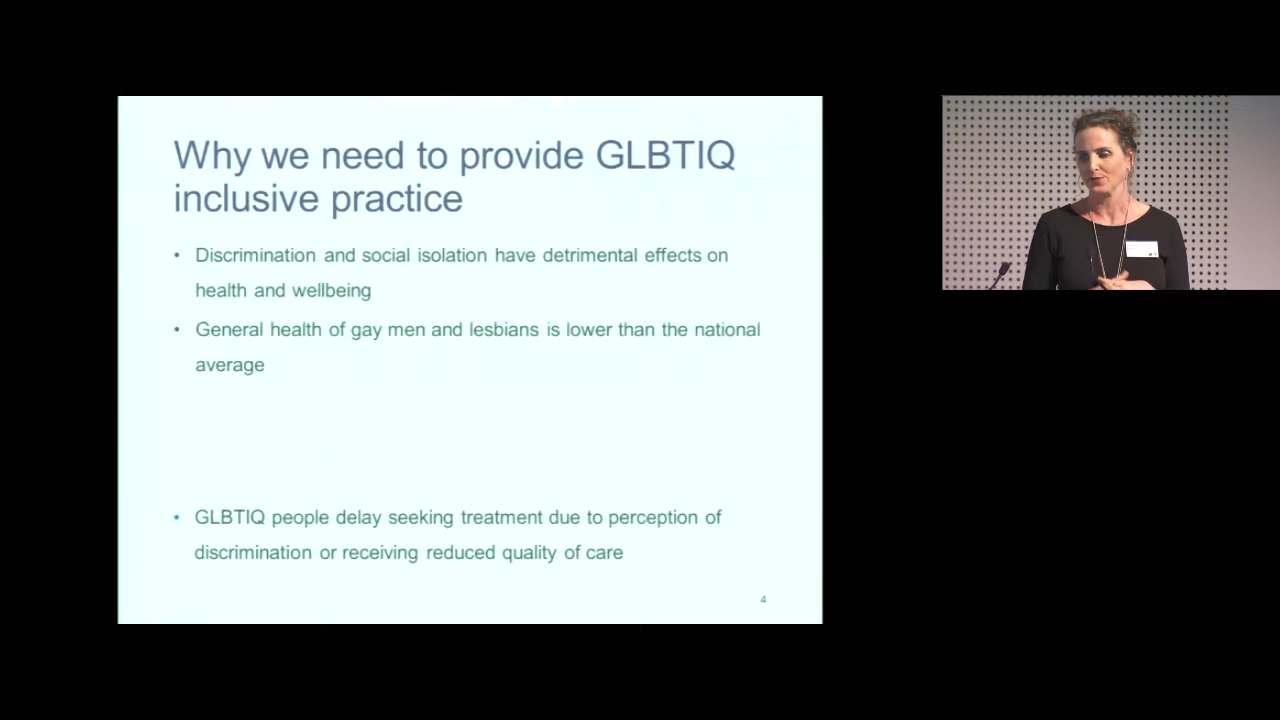 Why we need to provide GLBTIQ
inclusive practice
• Discrimination and social isolation have detrimental effects on
health and wellbeing
• General health of gay men and lesbians is lower than the national
average
• GLBTIQ people delay seeking treatment due to perception of
discrimination or receiving reduced quality of care
4